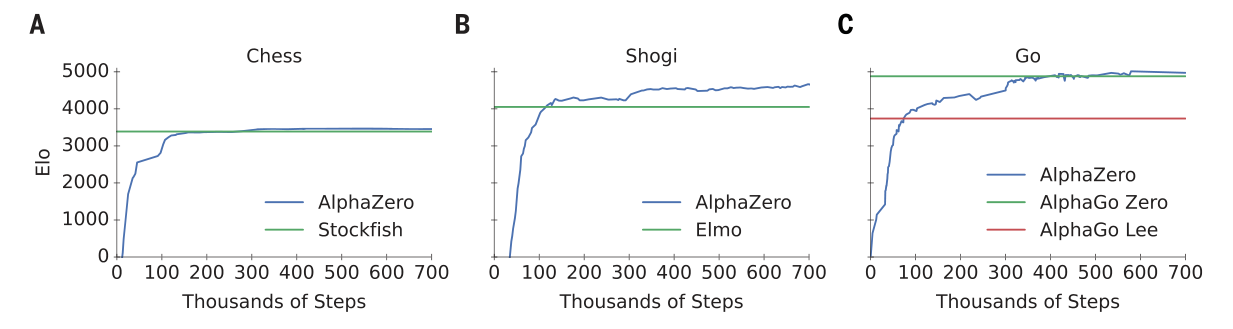 A
B
C
Chess
Shogi
Go
Elo
5000
4000
3000
2000
1000
0
AlphaZero
Stockfish
AlphaZero
Elmo
AlphaZero
AlphaGo Zero
AlphaGo Lee
0 100 200 300 400 500 600 700
0 100 200 300 400 500 600 700
0 100 200 300 400 500 600 700
Thousands of Steps
Thousands of Steps
Thousands of Steps